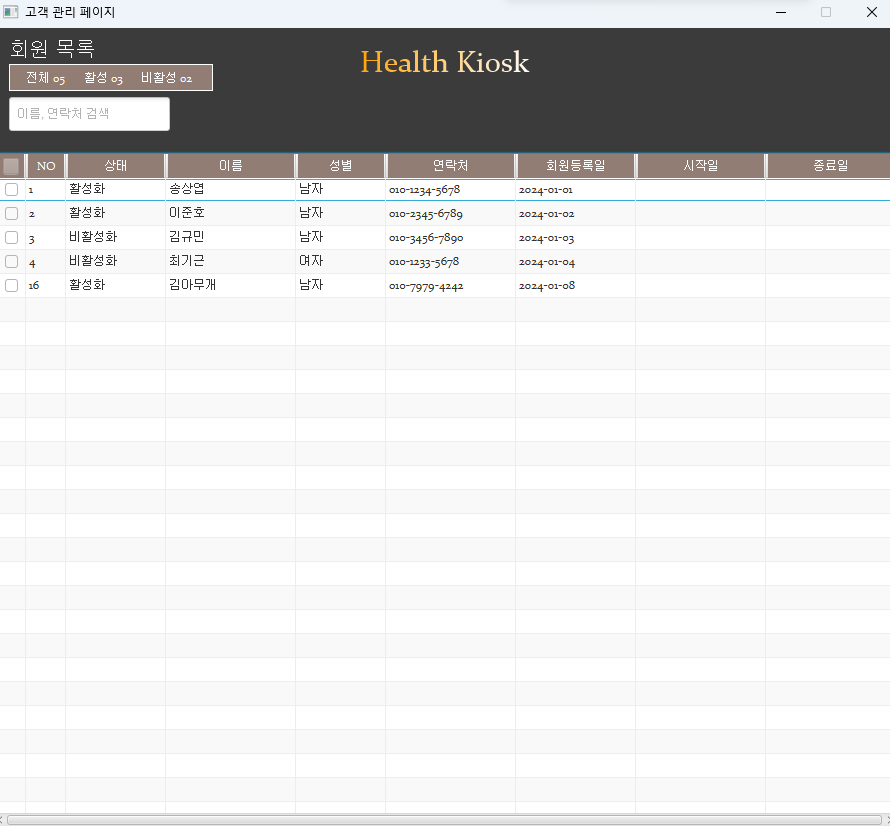 고객 관리 페이지
회원 목록
Health Kiosk
전체 05 활성 03 비활성 02
이름, 연락처 검색
NO 상태 이름 성별 연락처 회원등록일 시작일 종료일
1 활성화 송상엽 남자 010-1234-5678 2024-01-01
2 활성화 이준호 남자 010-2345-6789 2024-01-02
3 비활성화 김규민 남자 010-3456-7890 2024-01-03
4 비활성화 최기근 여자 010-1233-5678 2024-01-04
16 활성화 김아무개 남자 010-7979-4242 2024-01-08